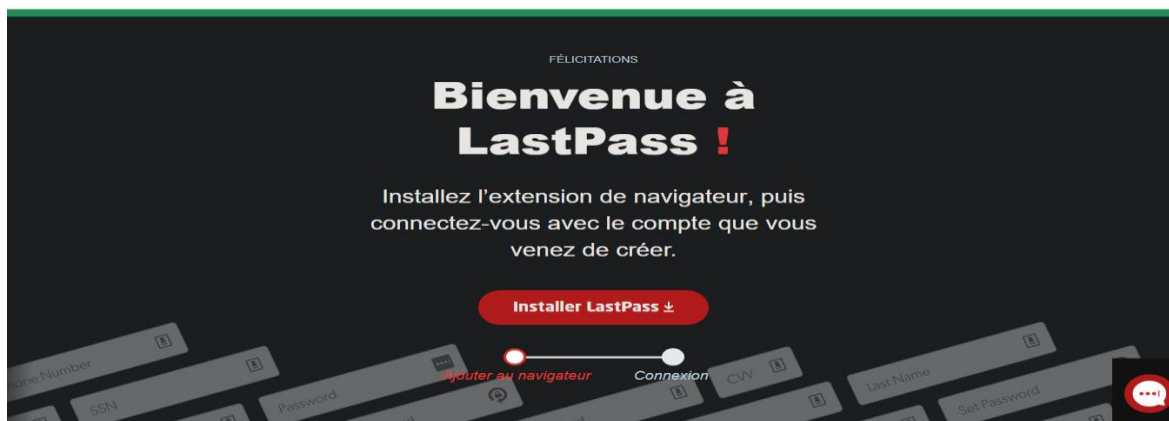 FÉLICITATIONS
Bienvenue à
LastPass !
Installez l’extension de navigateur, puis
connectez-vous avec le compte que vous
venez de créer.
Installer LastPass
Ajouter au navigateur
Connexion
Number
SSN
Password
CVV
Last Name
Set Password